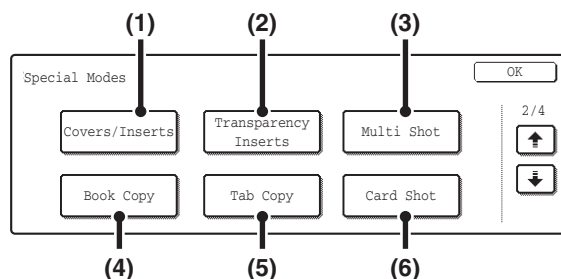 (1) (2) (3)
Special Modes OK
2/4
Covers/Inserts Transparency Inserts Multi Shot
Book Copy Tab Copy Card Shot
(4) (5) (6)